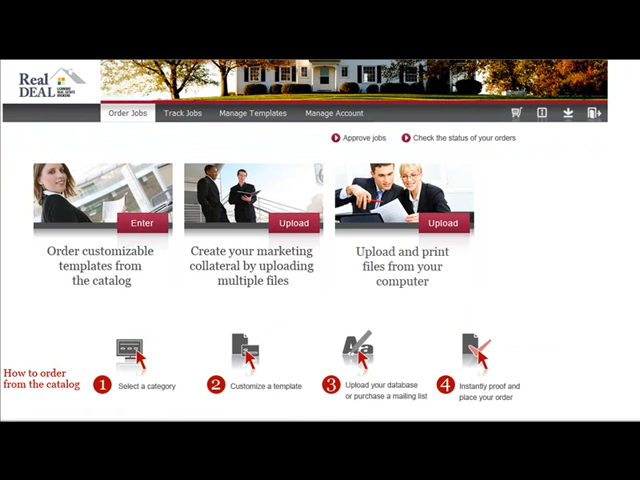 Real
DEAL
Order Jobs
Track Jobs
Manage Templates
Manage Account
Approve jobs
Check the status of your orders
Enter
Upload
Upload
Order customizable
templates from
the catalog
Create your marketing
collateral by uploading
multiple files
Upload and print
files from your
computer
How to order
from the catalog
1
Select a category
2
Customize a template
Aa
3
Upload your database
or purchase a mailing list
4
Instantly proof and
place your order